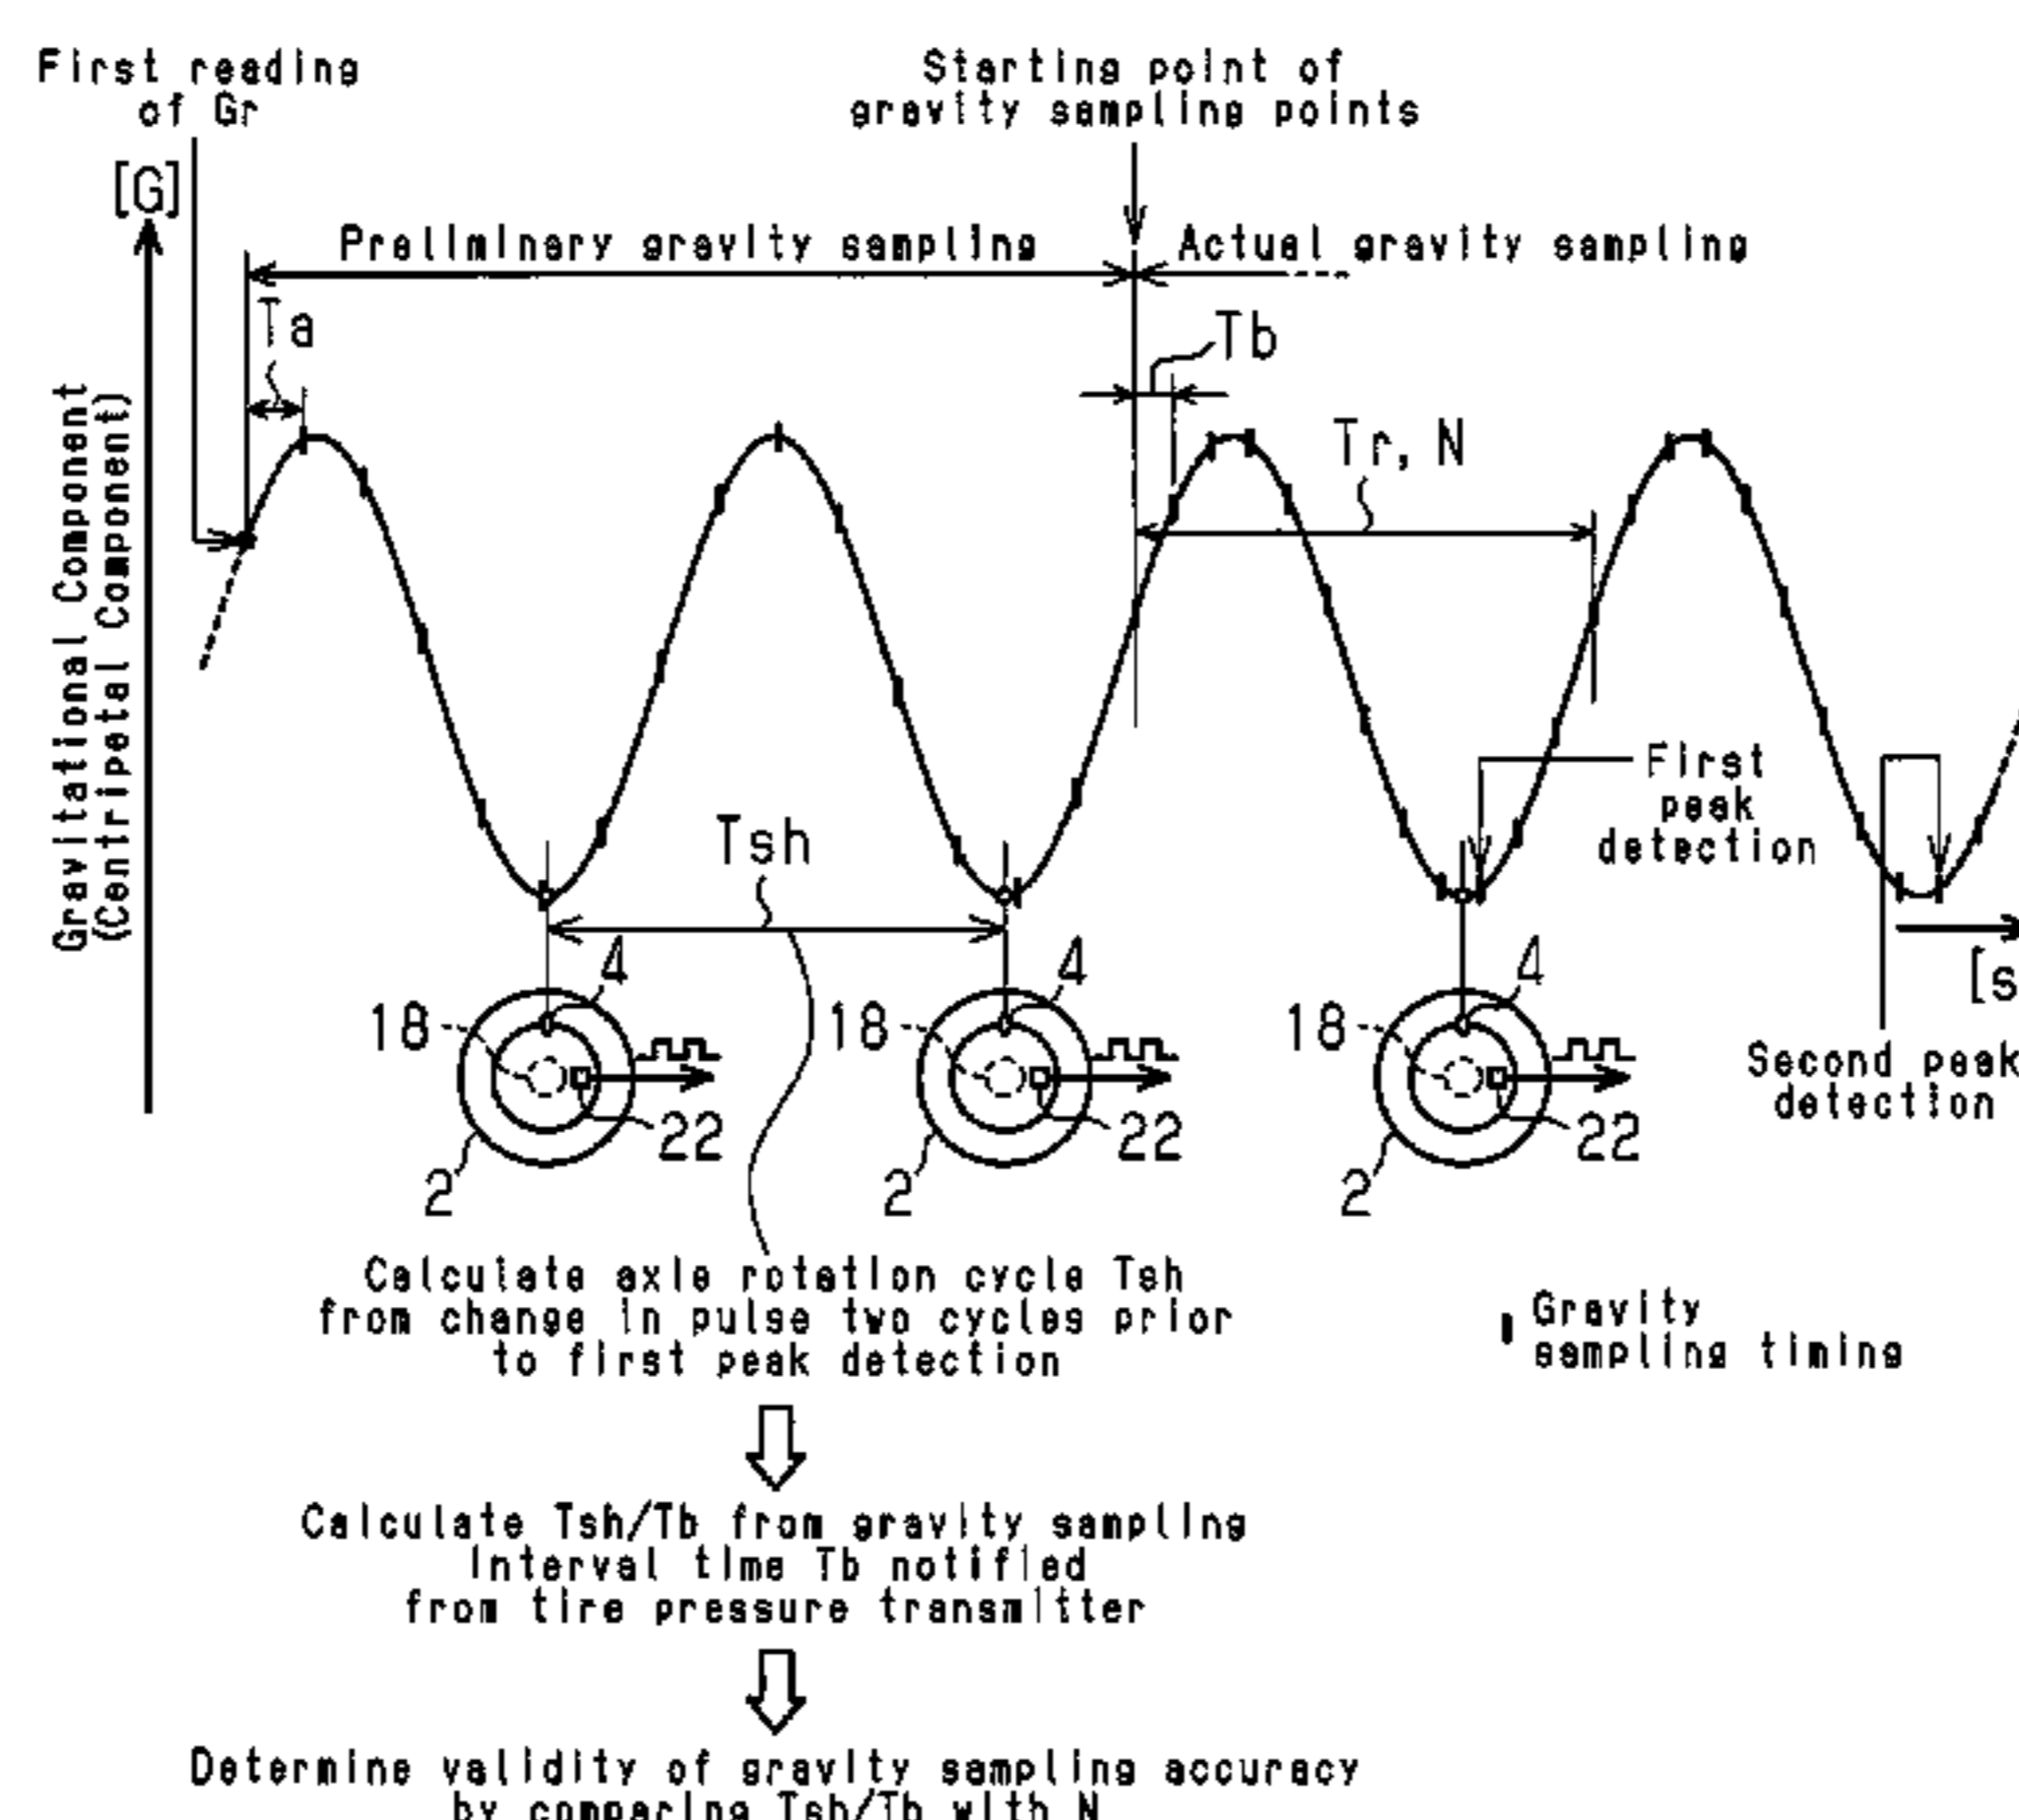 First reading
of Gr
Starting point of
gravity sampling points
[G]
Preliminary gravity sampling
Actual gravity sampling
Ta
Tb
Tr, N
Gravitational Component
(Centripetal Component)
First
peak
detection
Tsh
[s
4
4
4
18
18
18
22
22
22
2
2
2
Second peak
detection
Calculate axle rotation cycle Tsh
from change in pulse two cycles prior
to first peak detection
Gravity
sampling timing
Calculate Tsh/Tb from gravity sampling
interval time Tb notified
from tire pressure transmitter
Determine validity of gravity sampling accuracy
by comparing Tsh/Tb with N